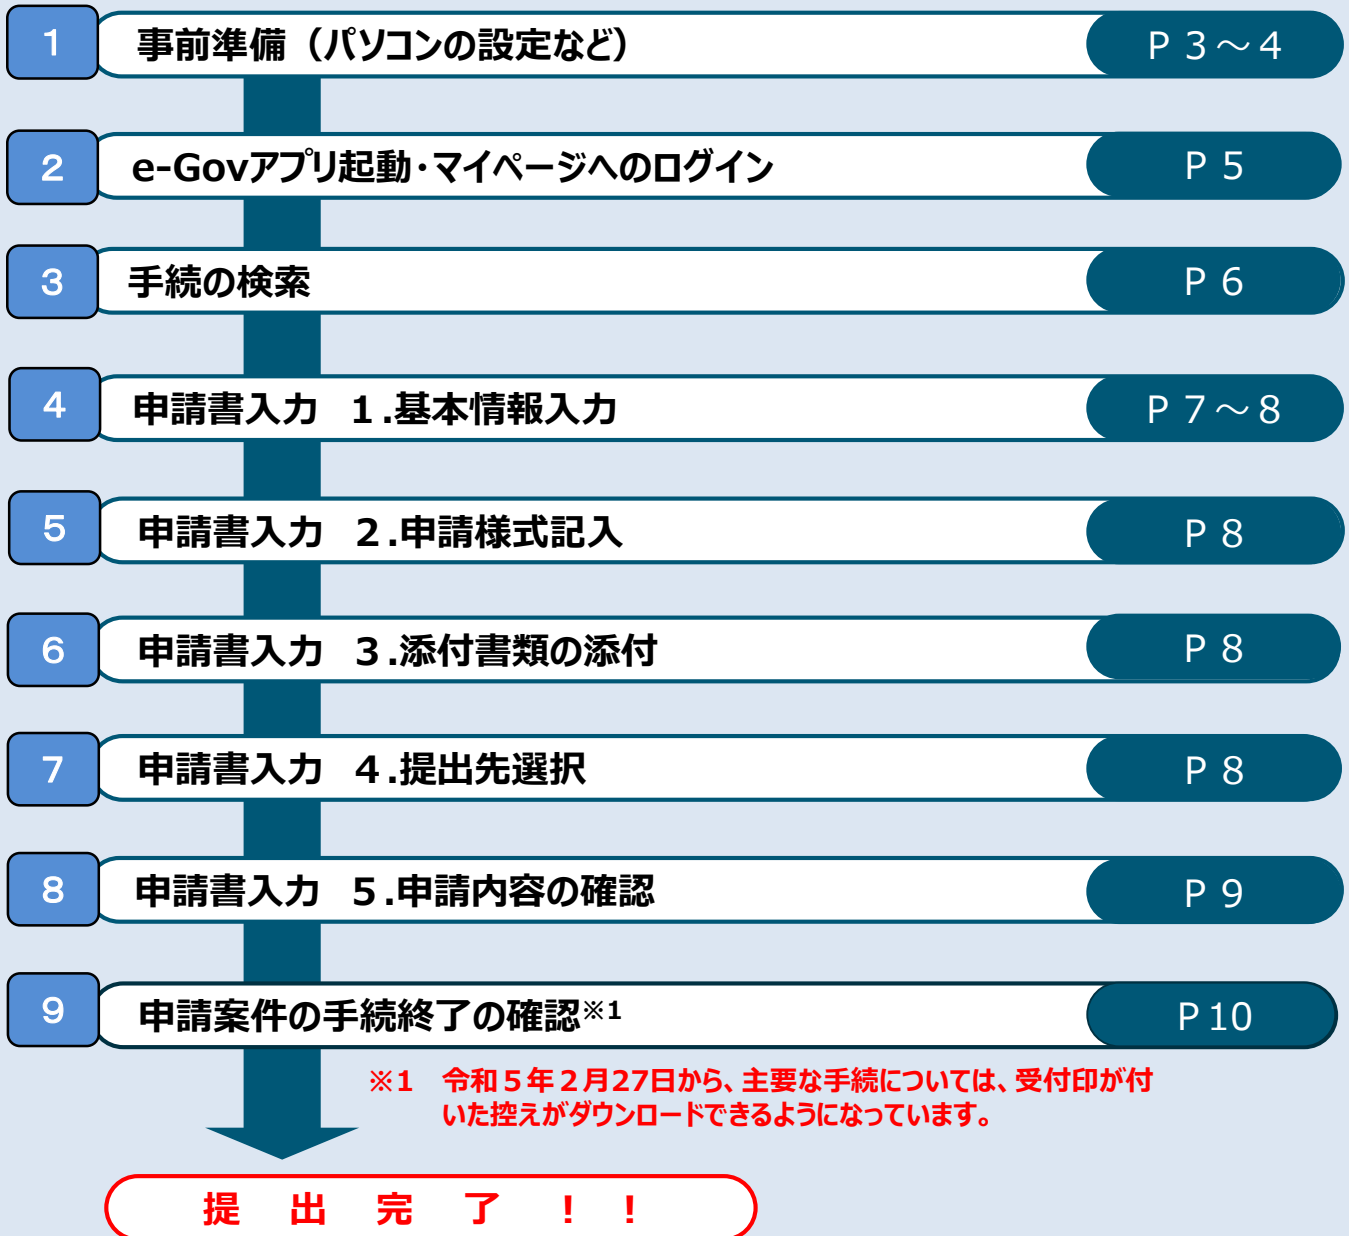 1 事前準備（パソコンの設定など） P 3～4
2 e-Govアプリ起動・マイページへのログイン P 5
3 手続の検索 P 6
4 申請書入力 １.基本情報入力 P 7～8
5 申請書入力 ２.申請様式記入 P 8
6 申請書入力 ３.添付書類の添付 P 8
7 申請書入力 ４.提出先選択 P 8
8 申請書入力 ５.申請内容の確認 P 9
9 申請案件の手続終了の確認※1 P 10
※1 令和５年２月27日から、主要な手続については、受付印が付
いた控えがダウンロードできるようになっています。
提 出 完 了 ！ ！